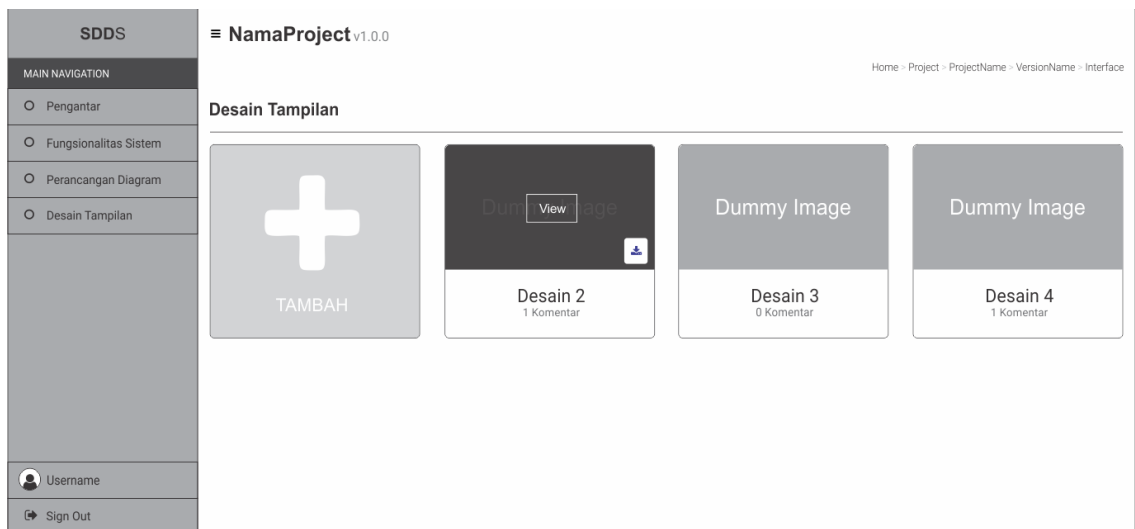 SDDS
≡ NamaProject v1.0.0
MAIN NAVIGATION
Home > Project > ProjectName > VersionName > Interface
Pengantar
Fungsionalitas Sistem
Perancangan Diagram
Desain Tampilan
Desain Tampilan
TAMBAH
Dummy Image
View
Desain 2
1 Komentar
Dummy Image
Desain 3
0 Komentar
Dummy Image
Desain 4
1 Komentar
Username
Sign Out